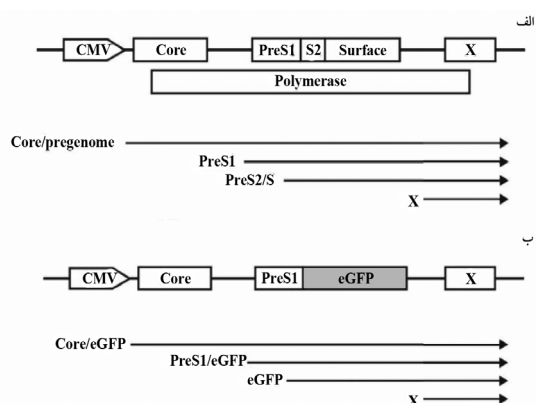 الف
CMV Core PreS1 S2 Surface X
Polymerase
Core/pregenome
PreS1
PreS2/S
X
ب
CMV Core PreS1 eGFP X
Core/eGFP
PreS1/eGFP
eGFP
X